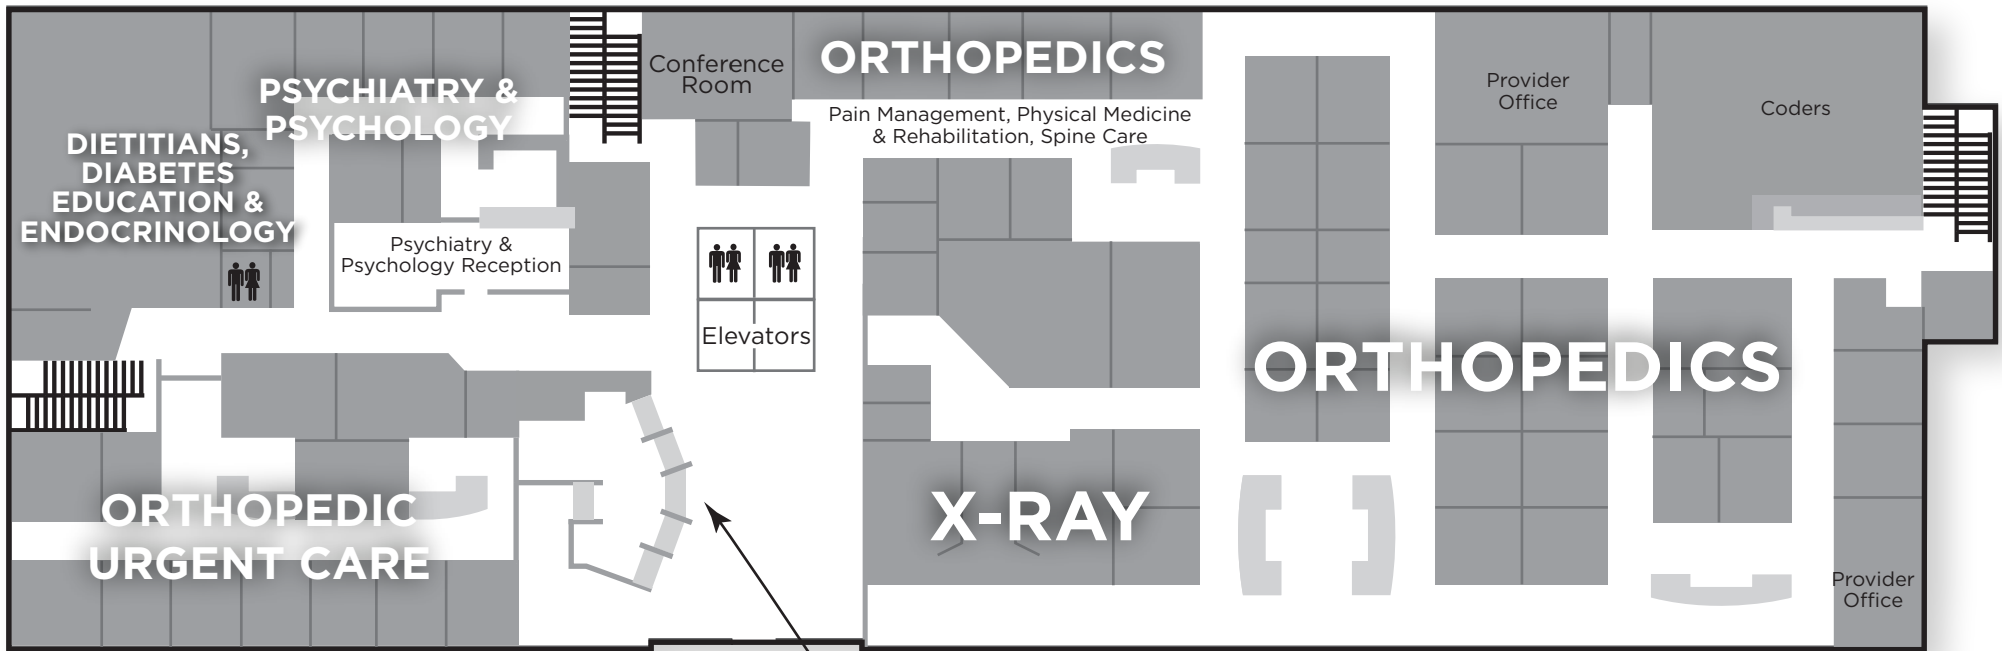 PSYCHIATRY &
PSYCHOLOGY
DIETITIANS,
DIABETES
EDUCATION &
ENDOCRINOLOGY
Psychiatry &
Psychology Reception
Conference
Room
ORTHOPEDICS
Pain Management, Physical Medicine
& Rehabilitation, Spine Care
Provider
Office
Coders
Elevators
ORTHOPEDICS
ORTHOPEDIC
URGENT CARE
X-RAY
Provider
Office